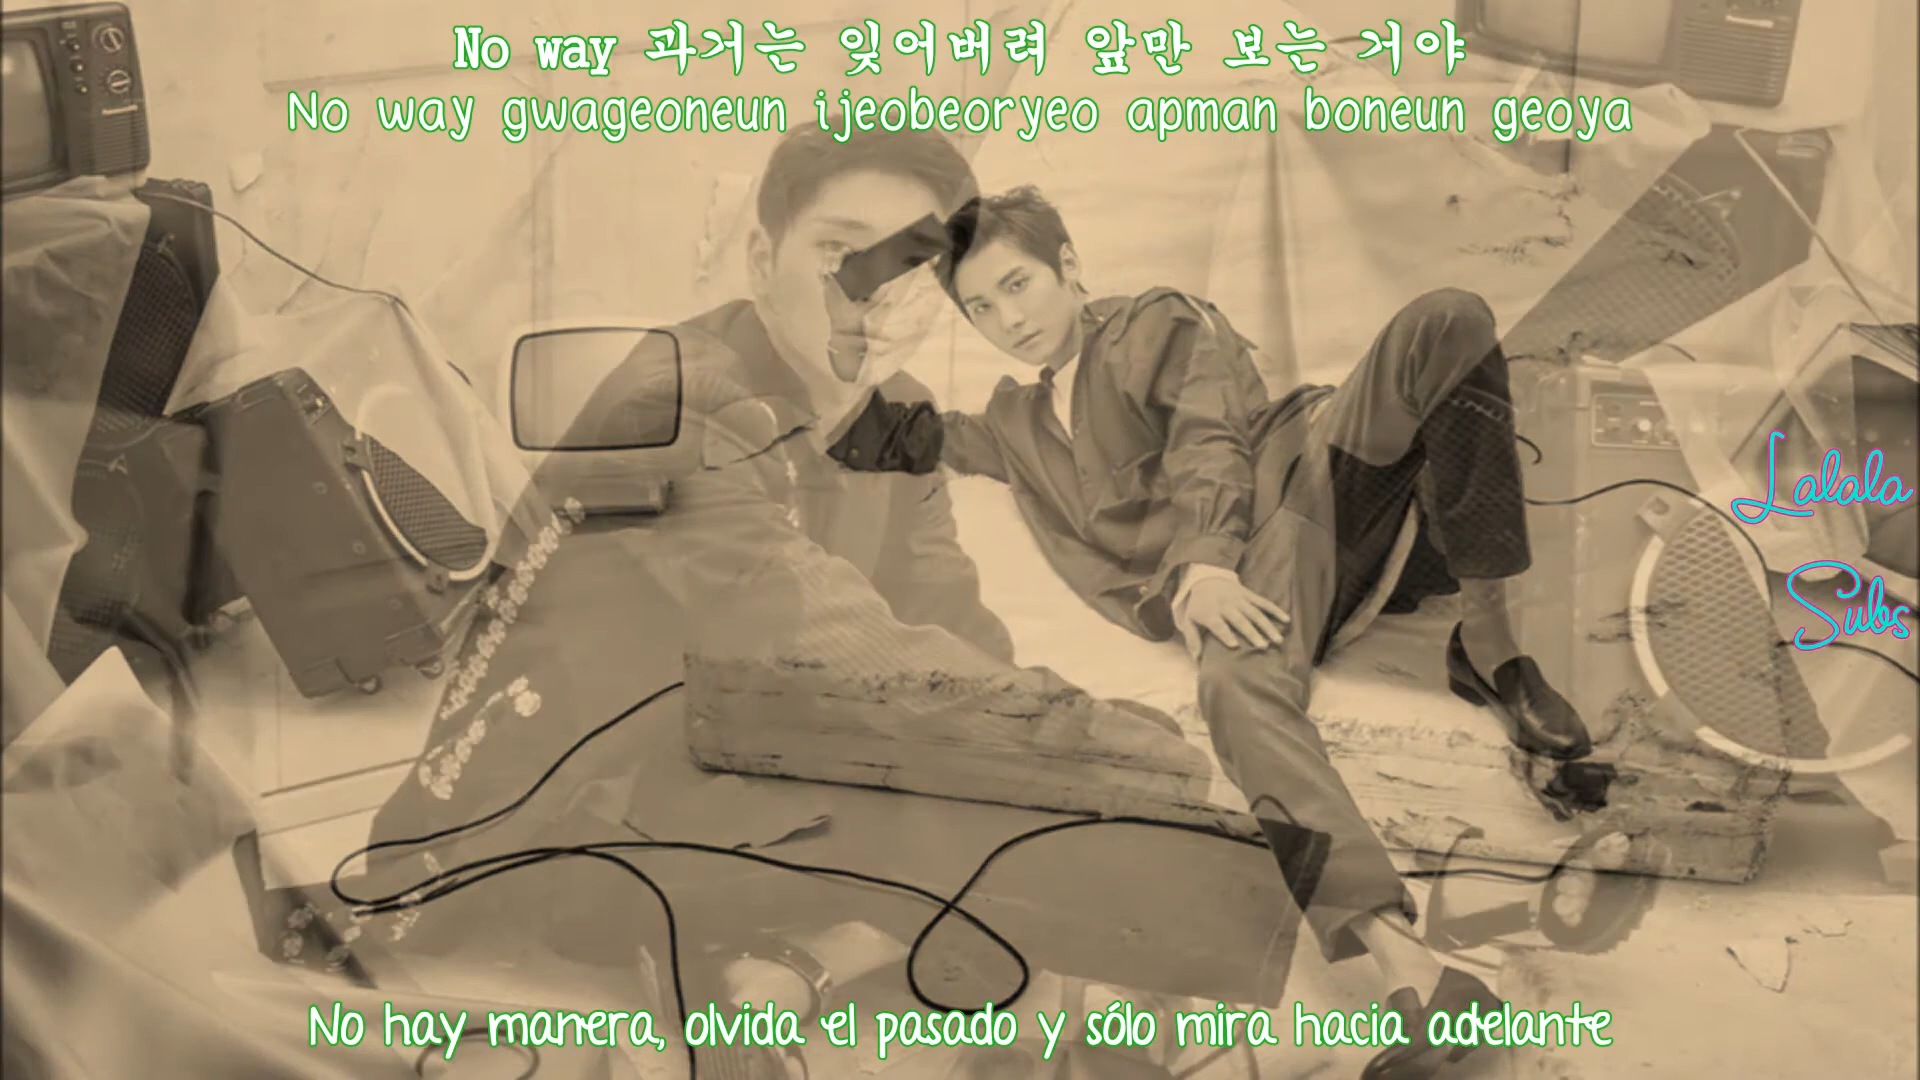 No way 과거는 잊어버려 앞만 보는 거야
No way gwageoneun ijeobeoryeo apman boneun geoya
Lalala
Subs
No hay manera, olvida el pasado y sólo mira hacia adelante